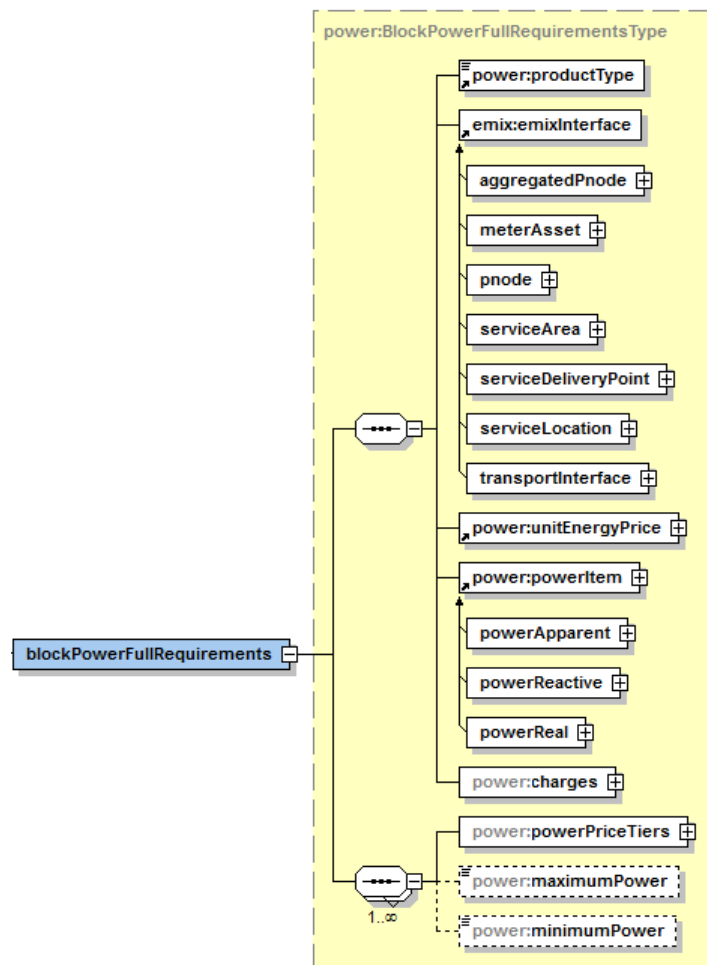 power:BlockPowerFullRequirementsType
power:productType
emix:emixInterface
aggregatedPnode
meterAsset
pnode
serviceArea
serviceDeliveryPoint
serviceLocation
transportInterface
power:unitEnergyPrice
power:powerItem
powerApparent
blockPowerFullRequirements
powerReactive
powerReal
power:charges
power:powerPriceTiers
power:maximumPower
1..∞
power:minimumPower